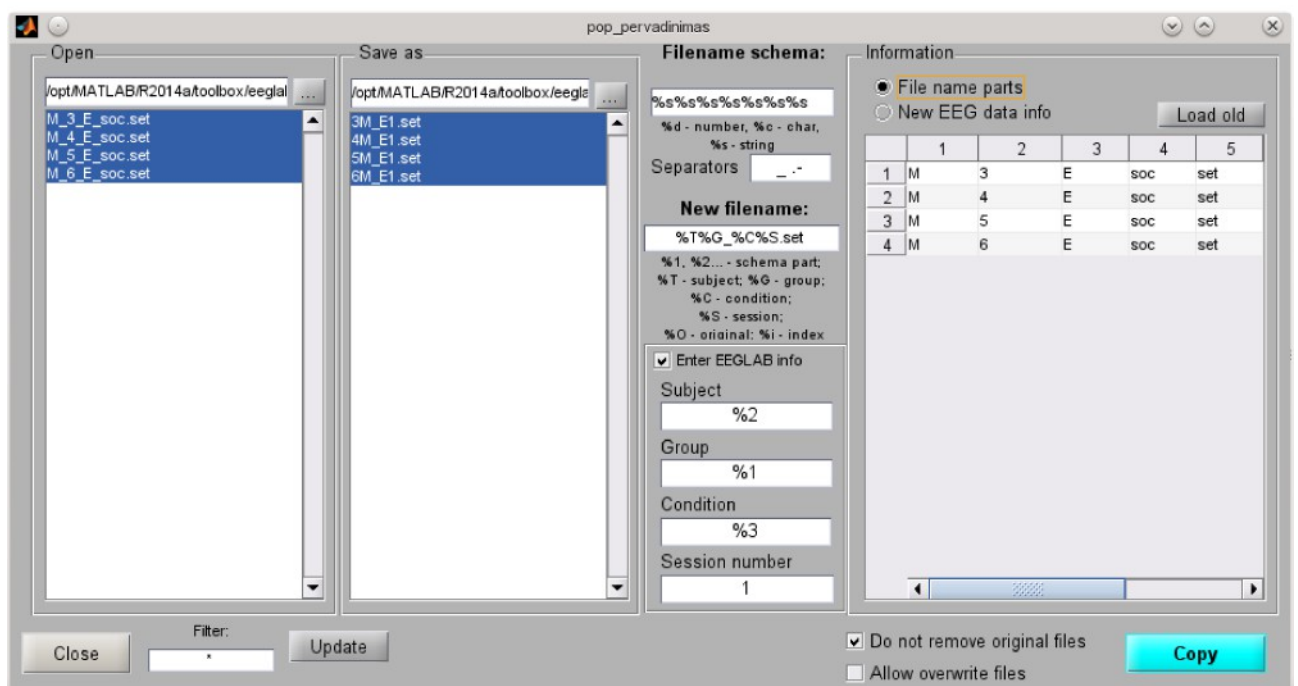 pop_pervadinimas
Open
/opt/MATLAB/R2014a/toolbox/eeglal
...
M_3_E_soc.set
M_4_E_soc.set
M_5_E_soc.set
M_6_E_soc.set
Save as
/opt/MATLAB/R2014a/toolbox/eegla
...
3M_E1.set
4M_E1.set
5M_E1.set
6M_E1.set
Filename schema:
%s%s%s%s%s%s%s%s
%d - number, %c - char,
%s - string
Separators _ .-
New filename:
%T%G_%C%S.set
%1, %2... - schema part;
%T - subject; %G - group;
%C - condition;
%S - session;
%O - original; %i - index
Enter EEGLAB info
Subject
%2
Group
%1
Condition
%3
Session number
1
Information
File name parts
New EEG data info
Load old
1 2 3 4 5
1 M 3 E soc set
2 M 4 E soc set
3 M 5 E soc set
4 M 6 E soc set
Close
Filter:
*
Update
Do not remove original files
Allow overwrite files
Copy